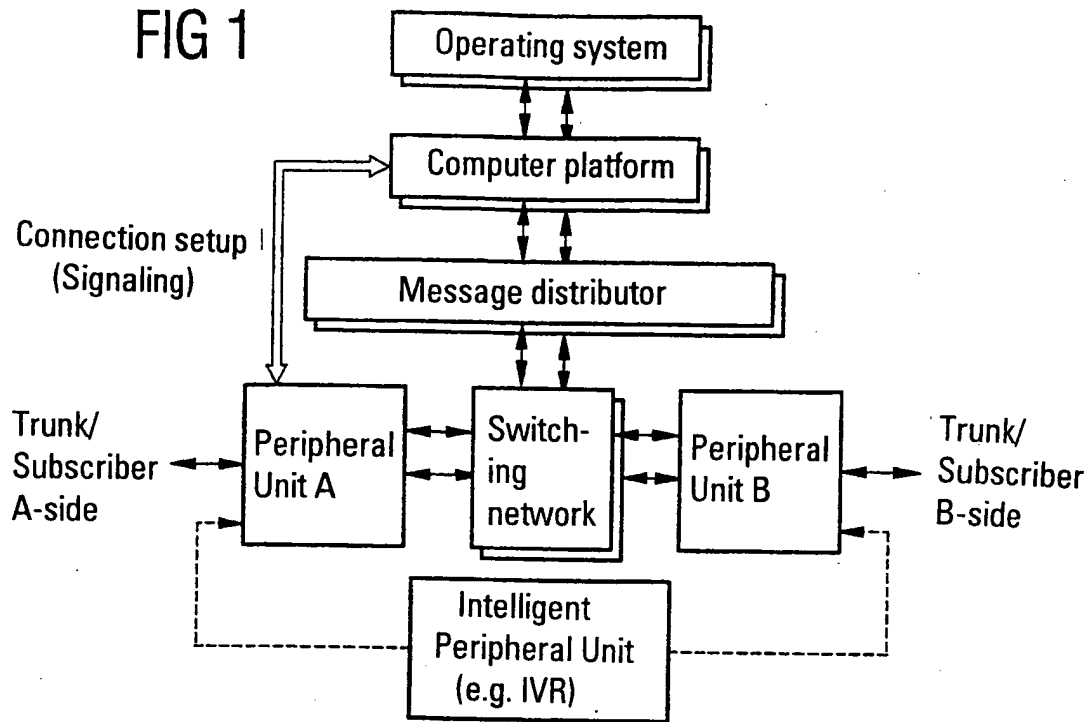 FIG 1
Operating system
Computer platform
Connection setup
(Signaling)
Message distributor
Trunk/
Subscriber
A-side
Peripheral
Unit A
Switch-
ing
network
Peripheral
Unit B
Trunk/
Subscriber
B-side
Intelligent
Peripheral Unit
(e.g. IVR)